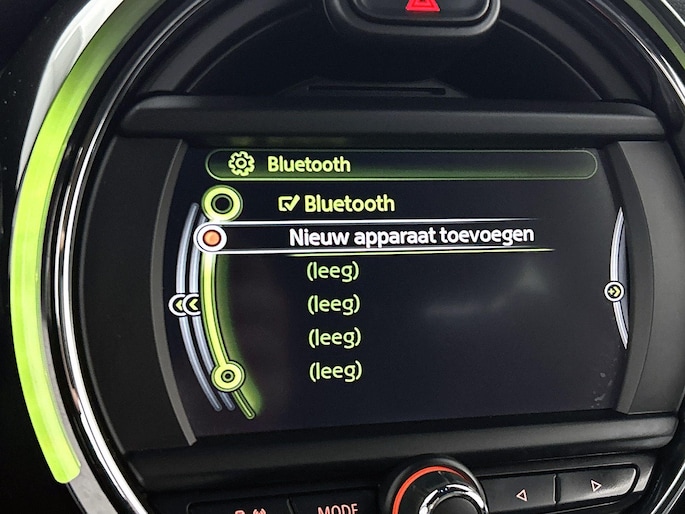 Bluetooth
Bluetooth
Nieuw apparaat toevoegen
(leeg)
(leeg)
(leeg)
(leeg)
MODE